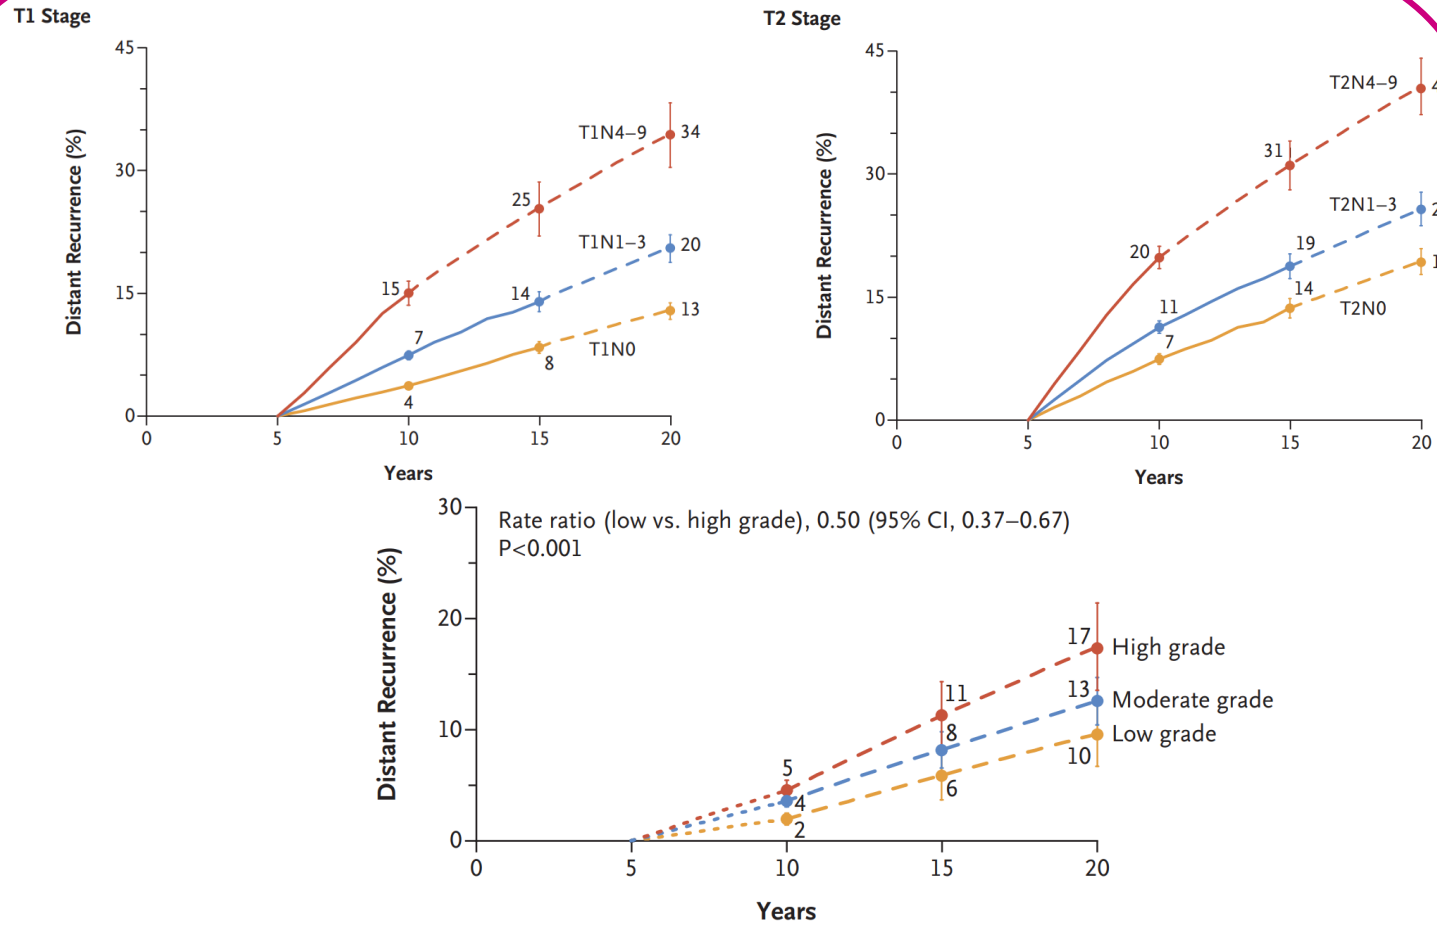 T1 Stage
45
30
15
0
Distant Recurrence (%)
T1N4–9
34
25
15
T1N1–3
20
14
7
13
T1N0
8
4
0 5 10 15 20
Years
T2 Stage
45
30
15
0
Distant Recurrence (%)
T2N4–9
31
20
T2N1–3
19
11
14
T2N0
7
0 5 10 15 20
Years
30
20
10
0
Distant Recurrence (%)
Rate ratio (low vs. high grade), 0.50 (95% CI, 0.37–0.67)
P<0.001
17
High grade
11
13
Moderate grade
8
Low grade
10
5
4
6
2
0 5 10 15 20
Years